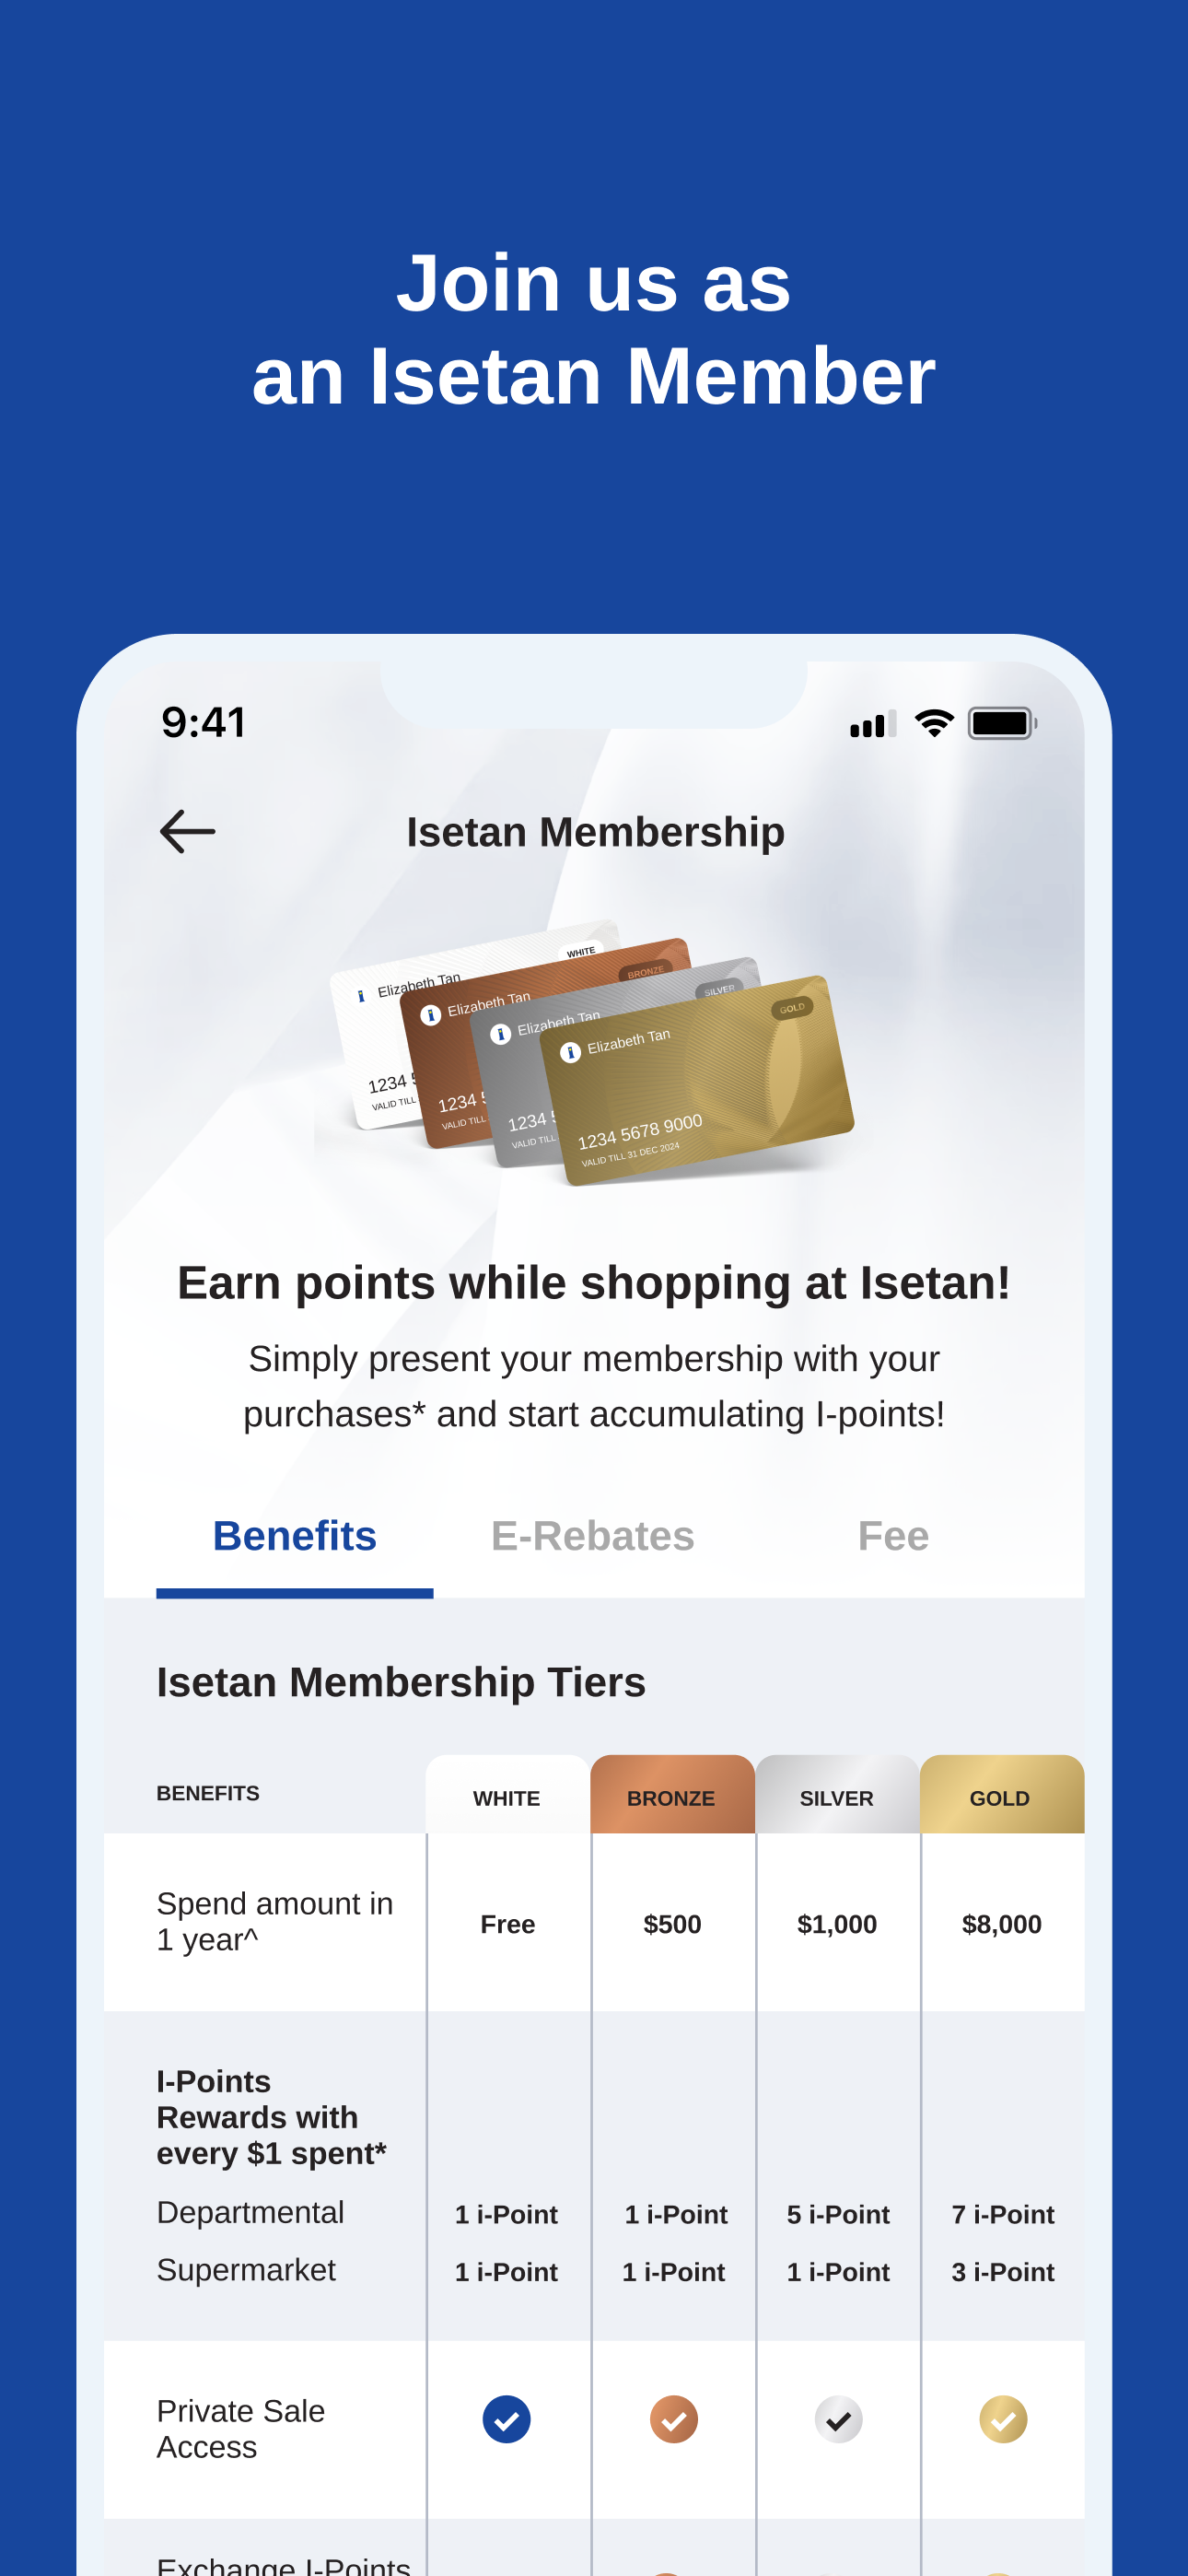 Join us as
an Isetan Member
9:41
Isetan Membership
Elizabeth Tan
WHITE
1234
VALID TILL
Elizabeth Tan
BRONZE
1234
VALID TILL
Elizabeth Tan
SILVER
1234
VALID TILL
Elizabeth Tan
GOLD
1234 5678 9000
VALID TILL 31 DEC 2024
Earn points while shopping at Isetan!
Simply present your membership with your
purchases* and start accumulating I-points!
Benefits E-Rebates Fee
Isetan Membership Tiers
BENEFITS WHITE BRONZE SILVER GOLD
Spend amount in
1 year^
Free $500 $1,000 $8,000
I-Points
Rewards with
every $1 spent*
Departmental 1 i-Point 1 i-Point 5 i-Point 7 i-Point
Supermarket 1 i-Point 1 i-Point 1 i-Point 3 i-Point
Private Sale
Access
Exchange I-Points